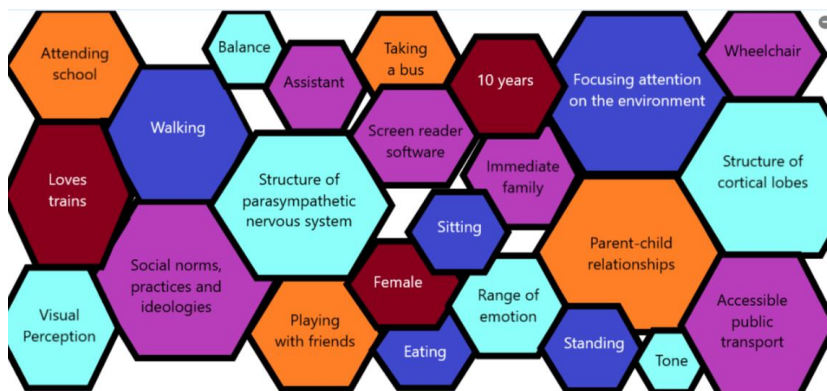 Attending
school
Balance
Assistant
Taking
a bus
10 years
Focusing attention
on the environment
Wheelchair
Walking
Screen reader
software
Loves
trains
Structure of
parasympathetic
nervous system
Immediate
family
Structure of
cortical lobes
Sitting
Social norms,
practices and
ideologies
Parent-child
relationships
Female
Visual
Perception
Playing
with friends
Range of
emotion
Accessible
public
transport
Eating
Standing
Tone